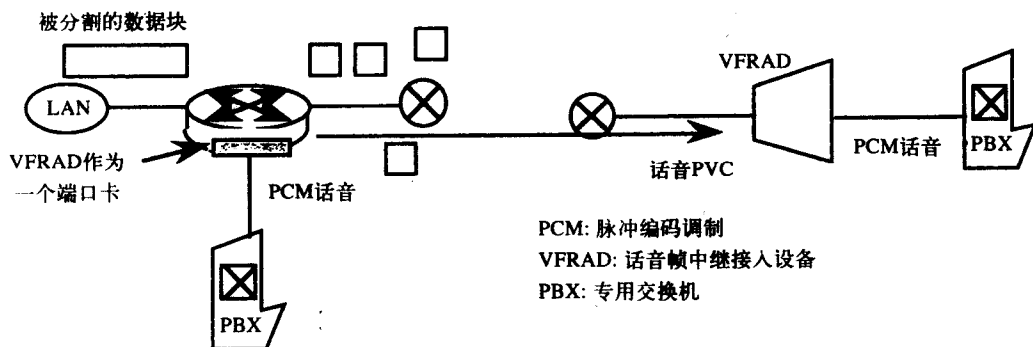 被分割的数据块
LAN
VFRAD
PBX
VFRAD作为
一个端口卡
PCM话音
话音PVC
PCM话音
PBX
PCM: 脉冲编码调制
VFRAD: 话音帧中继接入设备
PBX: 专用交换机